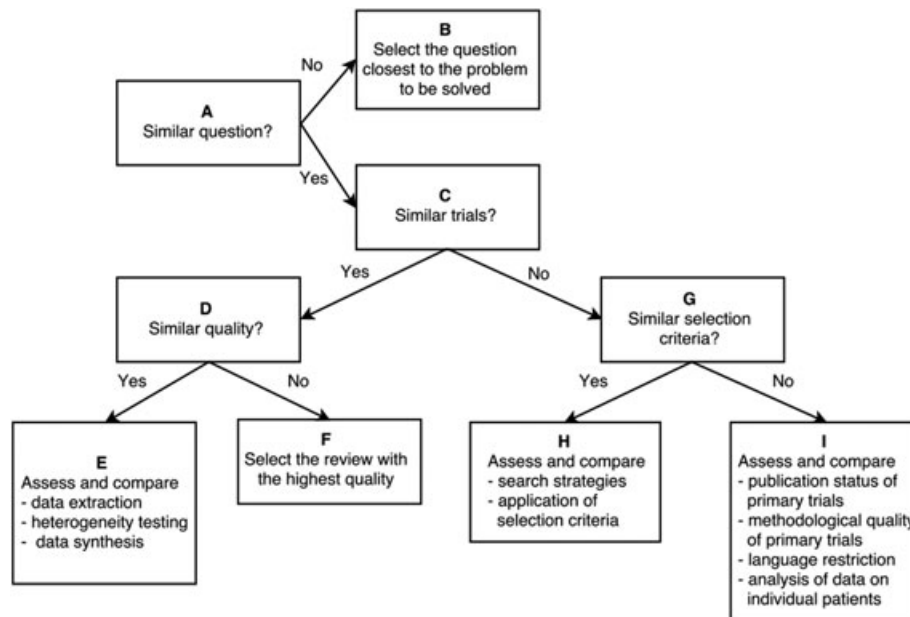 B
Select the question
closest to the problem
to be solved
No
A
Similar question?
Yes
C
Similar trials?
Yes
No
D
Similar quality?
G
Similar selection
criteria?
Yes
No
Yes
No
E
Assess and compare
- data extraction
- heterogeneity testing
- data synthesis
F
Select the review with
the highest quality
H
Assess and compare
- search strategies
- application of
selection criteria
I
Assess and compare
- publication status of
primary trials
- methodological quality
of primary trials
- language restriction
- analysis of data on
individual patients